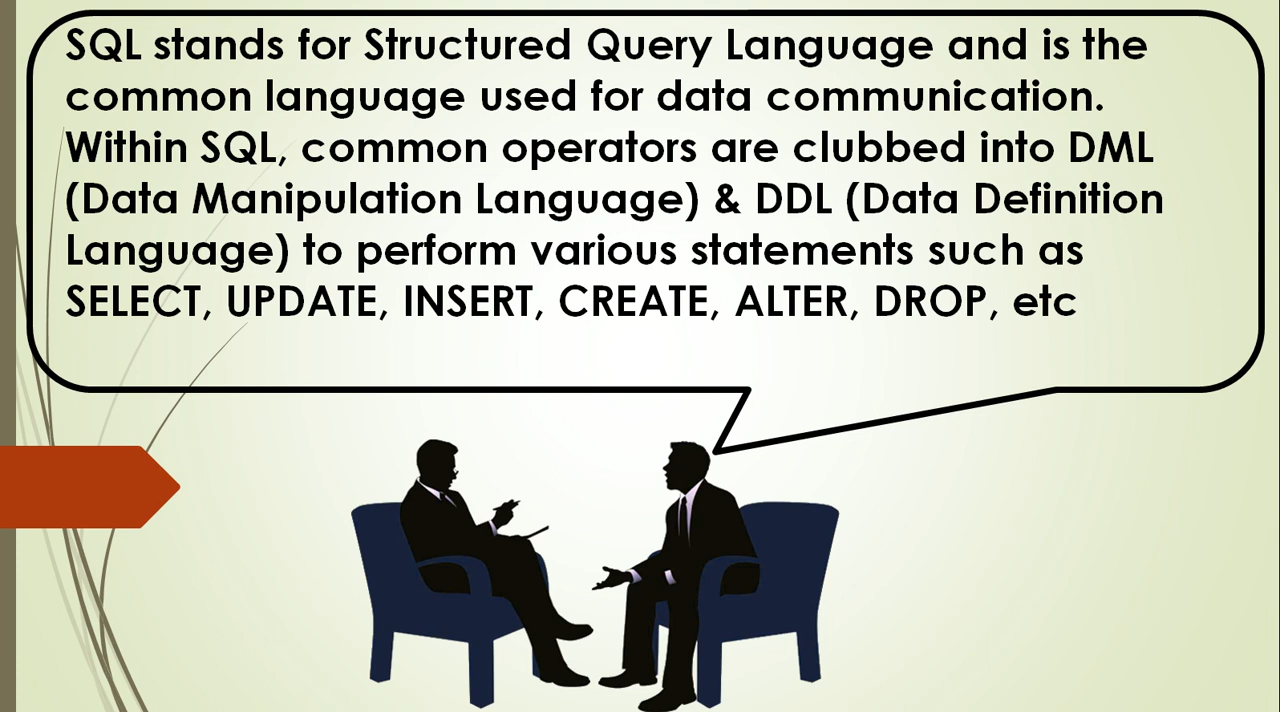 SQL stands for Structured Query Language and is the
common language used for data communication.
Within SQL, common operators are clubbed into DML
(Data Manipulation Language) & DDL (Data Definition
Language) to perform various statements such as
SELECT, UPDATE, INSERT, CREATE, ALTER, DROP, etc